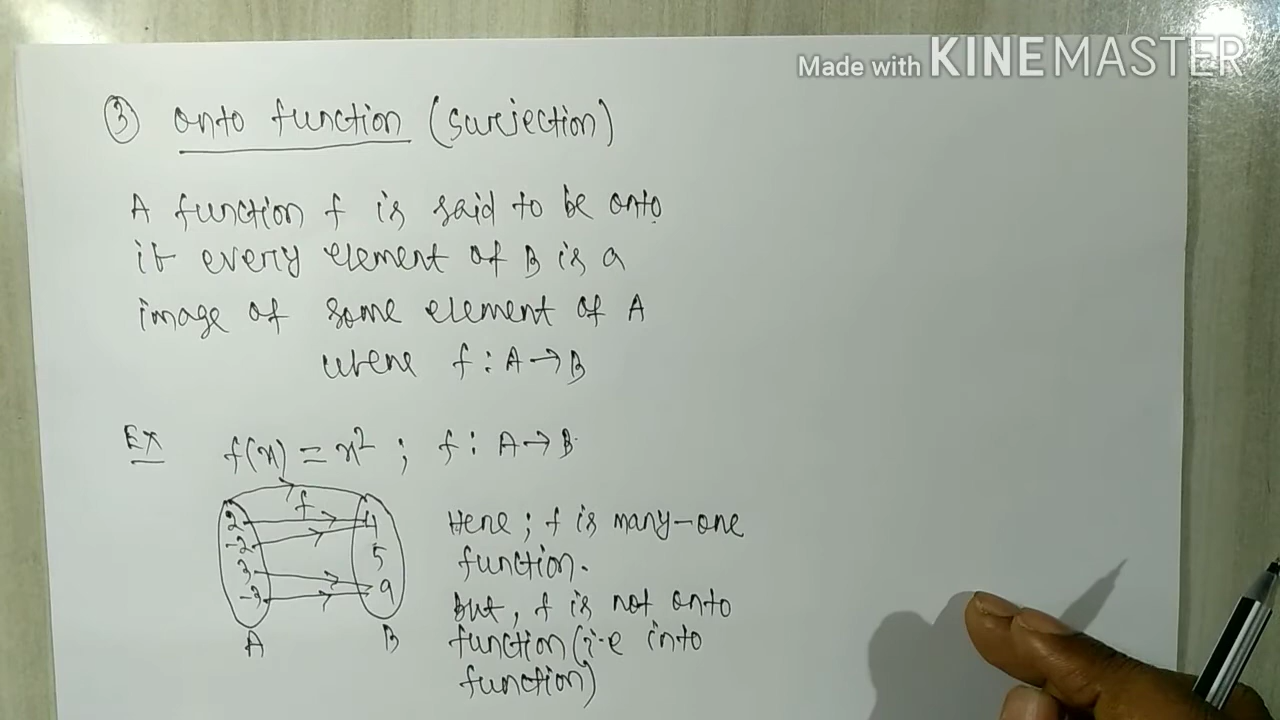 Made with KINEMASTER
③ onto function (surjection)
A function f is said to be onto
if every element of B is a
image of some element of A
where f : A → B
Ex f(x) = x² ; f : A → B
f
2 4
-2 5
3 9
-3
A B
Here ; f is many-one
function.
But, f is not onto
function (i.e into
function)